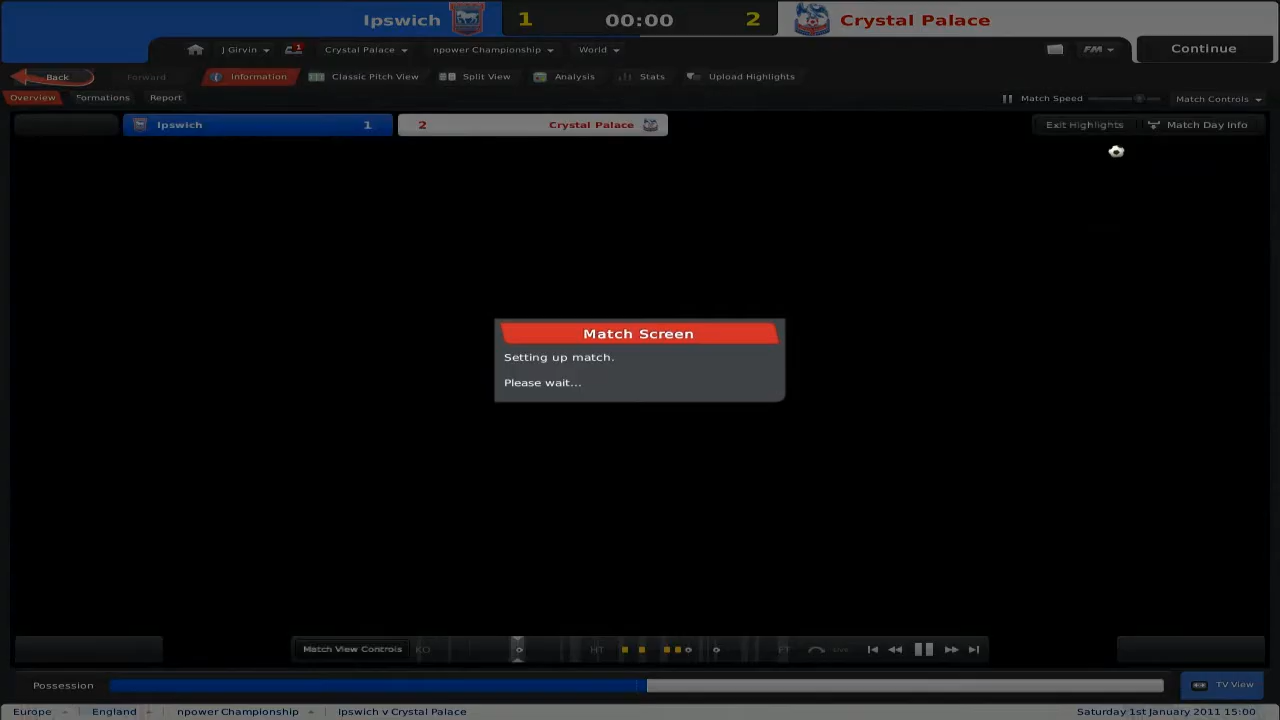 Ipswich 1 00:00 2 Crystal Palace
J Girvin 1 Crystal Palace npower Championship World FM Continue
Back Forward Information Classic Pitch View Split View Analysis Stats Upload Highlights
Overview Formations Report Match Speed Match Controls
Ipswich 1 2 Crystal Palace Exit Highlights Match Day Info
Match Screen
Setting up match.
Please wait...
Match View Controls KO HT FT LIVE
Possession TV View
Europe England npower Championship Ipswich v Crystal Palace Saturday 1st January 2011 15:00